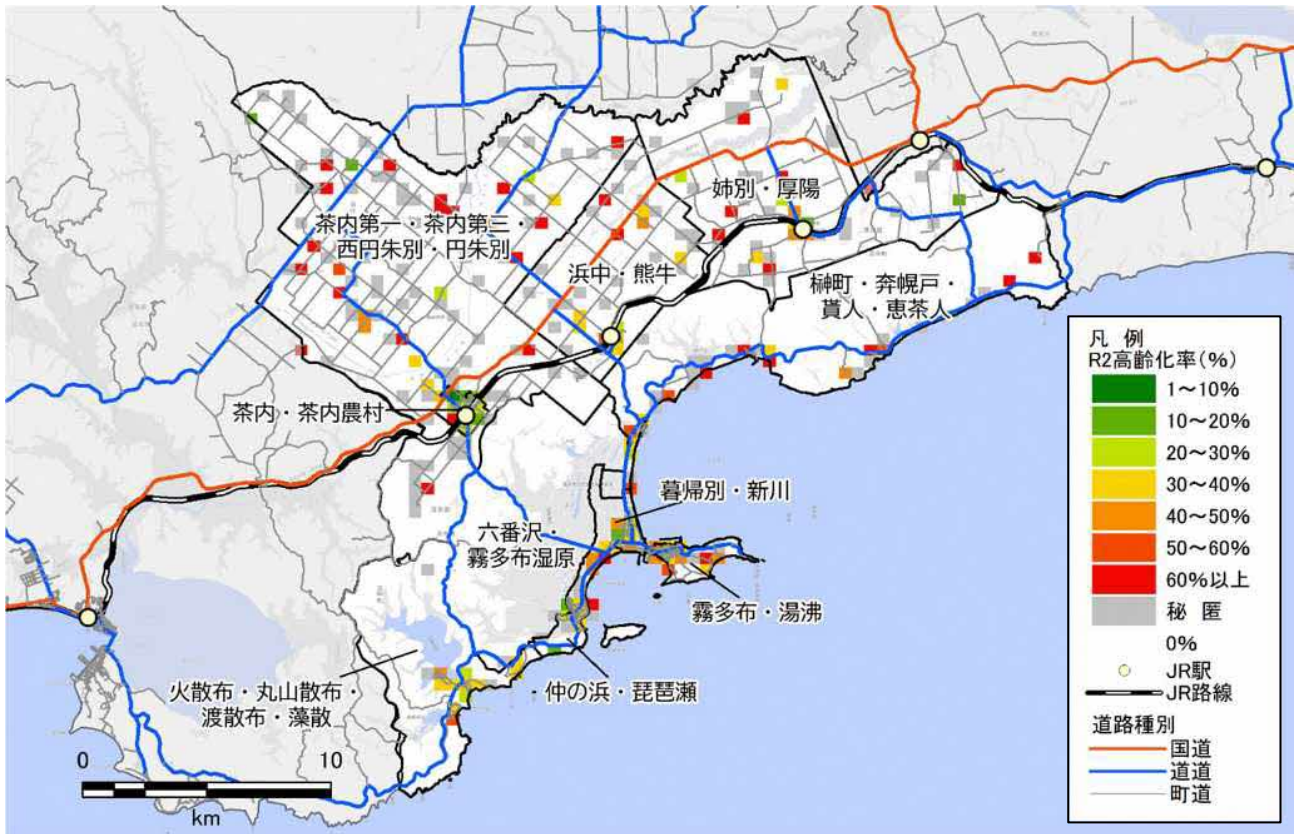 姉別・厚陽
茶内第一・茶内第三・
西円朱別・円朱別
浜中・熊牛
榊町・奔幌戸・
貰人・恵茶人
茶内・茶内農村
暮帰別・新川
六番沢・
霧多布湿原
霧多布・湯沸
火散布・丸山散布・
渡散布・藻散
仲の浜・琵琶瀬
0 10
km
凡 例
R2高齢化率(%)
1~10%
10~20%
20~30%
30~40%
40~50%
50~60%
60%以上
秘 匿
0%
JR駅
JR路線
道路種別
国道
道道
町道